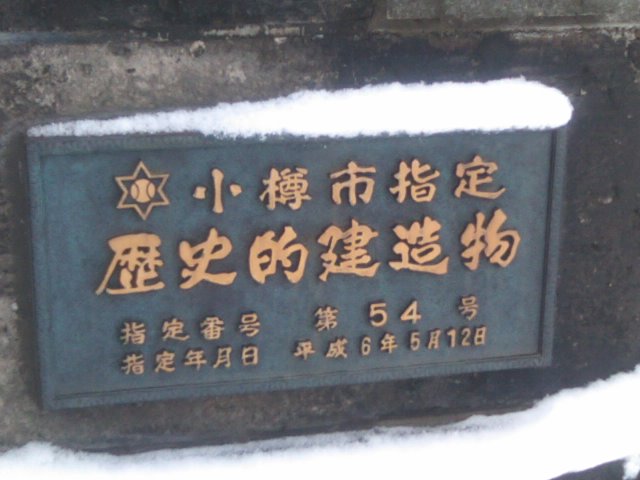 小樽市指定
歴史的建造物
指定番号 第54号
指定年月日 平成6年5月12日